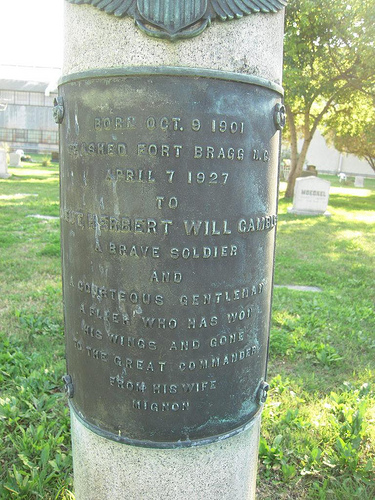 BORN OCT. 9 1901
CRASHED FORT BRAGG N.C.
APRIL 7 1927
TO
HERBERT WILL GAMBLE
A BRAVE SOLDIER
AND
A COURTEOUS GENTLEMAN
A FLIER WHO HAS WON
HIS WINGS AND GONE
TO THE GREAT COMMANDER
FROM HIS WIFE
MIGNON